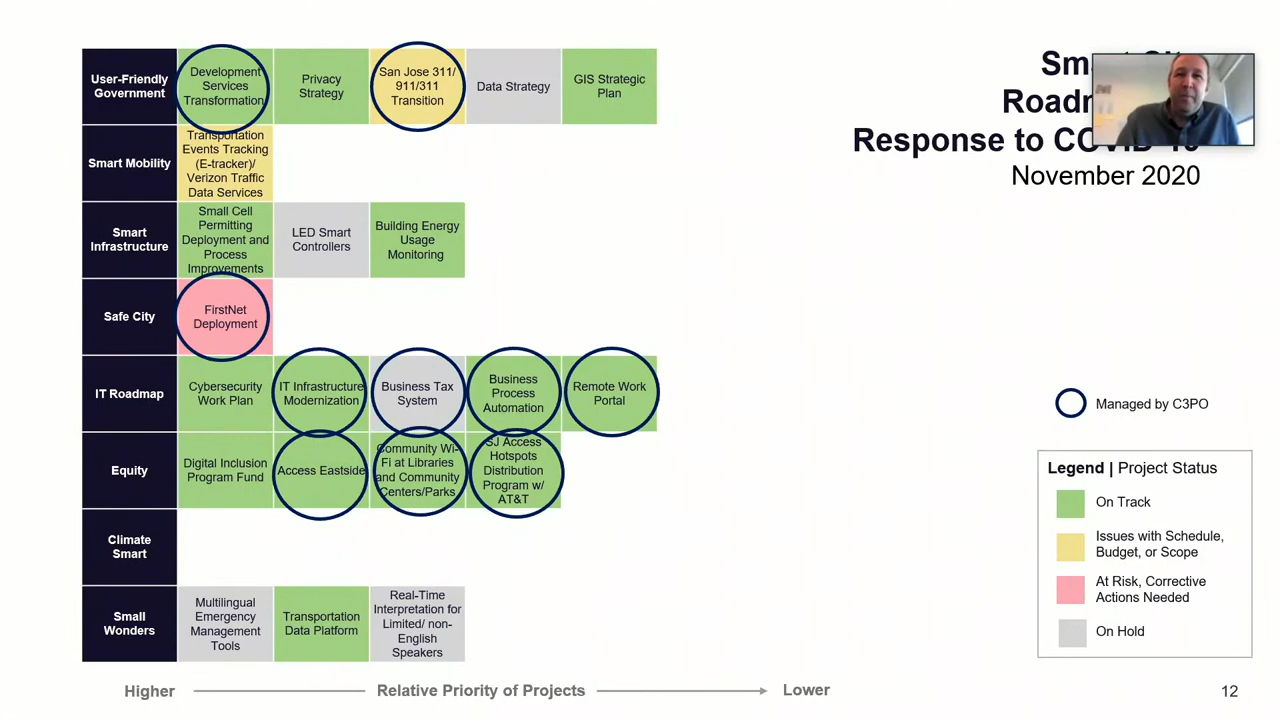 Sm
Roadm
Response to CO
November 2020
User-Friendly
Government
Development
Services
Transformation
Privacy
Strategy
San Jose 311/
911/311
Transition
Data Strategy
GIS Strategic
Plan
Smart Mobility
Transportation
Events Tracking
(E-tracker)/
Verizon Traffic
Data Services
Smart
Infrastructure
Small Cell
Permitting
Deployment and
Process
Improvements
LED Smart
Controllers
Building Energy
Usage
Monitoring
Safe City
FirstNet
Deployment
IT Roadmap
Cybersecurity
Work Plan
IT Infrastructure
Modernization
Business Tax
System
Business
Process
Automation
Remote Work
Portal
Equity
Digital Inclusion
Program Fund
Access Eastside
Community Wi-
Fi at Libraries
and Community
Centers/Parks
SJ Access
Hotspots
Distribution
Program w/
AT&T
Climate
Smart
Small
Wonders
Multilingual
Emergency
Management
Tools
Transportation
Data Platform
Real-Time
Interpretation for
Limited/ non-
English
Speakers
Managed by C3PO
Legend | Project Status
On Track
Issues with Schedule,
Budget, or Scope
At Risk, Corrective
Actions Needed
On Hold
Higher
Relative Priority of Projects
Lower
12